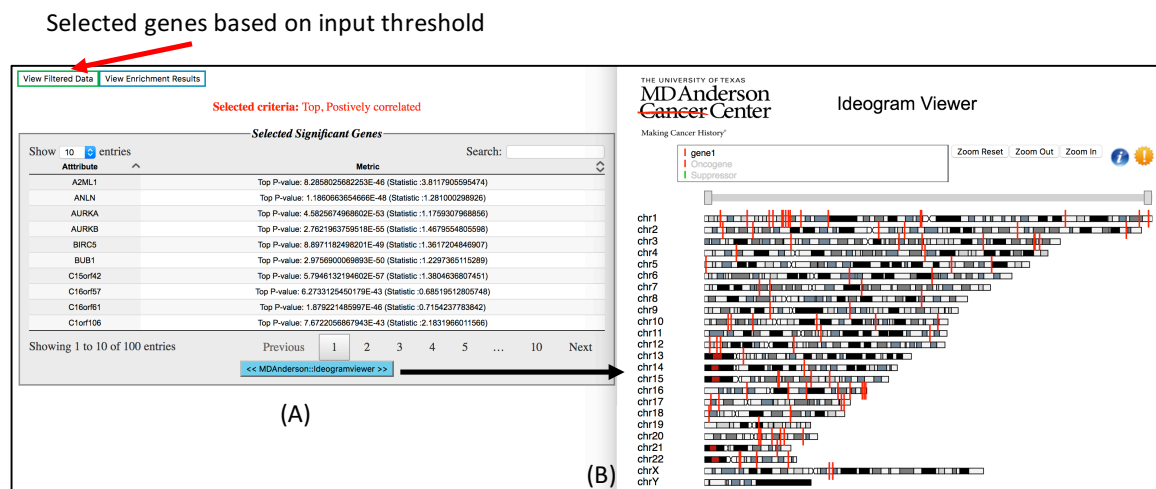 Selected genes based on input threshold
View Filtered Data View Enrichment Results
Selected criteria: Top, Postively correlated
Selected Significant Genes
Show 10 entries Search:
Atttribute Metric
A2ML1 Top P-value: 8.2858025682253E-46 (Statistic :3.8117905595474)
ANLN Top P-value: 1.1860663654666E-48 (Statistic :1.281000298926)
AURKA Top P-value: 4.5825674968602E-53 (Statistic :1.1759307968856)
AURKB Top P-value: 2.7621963759518E-55 (Statistic :1.4679554805598)
BIRC5 Top P-value: 8.8971182498201E-49 (Statistic :1.3617204846907)
BUB1 Top P-value: 2.9756900069893E-50 (Statistic :1.2297365115289)
C15orf42 Top P-value: 5.7946132194602E-57 (Statistic :1.3804636807451)
C16orf57 Top P-value: 6.2733125450179E-43 (Statistic :0.68519512805748)
C16orf61 Top P-value: 1.879221485997E-46 (Statistic :0.7154237783842)
C1orf106 Top P-value: 7.6722056867943E-43 (Statistic :2.1831966011566)
Showing 1 to 10 of 100 entries Previous 1 2 3 4 5 … 10 Next
<< MDAnderson::Ideogramviewer >>
(A)
THE UNIVERSITY OF TEXAS
MDAnderson
Cancer Center
Making Cancer History®
Ideogram Viewer
gene1
Oncogene
Suppressor
Zoom Reset Zoom Out Zoom In
chr1
chr2
chr3
chr4
chr5
chr6
chr7
chr8
chr9
chr10
chr11
chr12
chr13
chr14
chr15
chr16
chr17
chr18
chr19
chr20
chr21
chr22
chrX
chrY
(B)